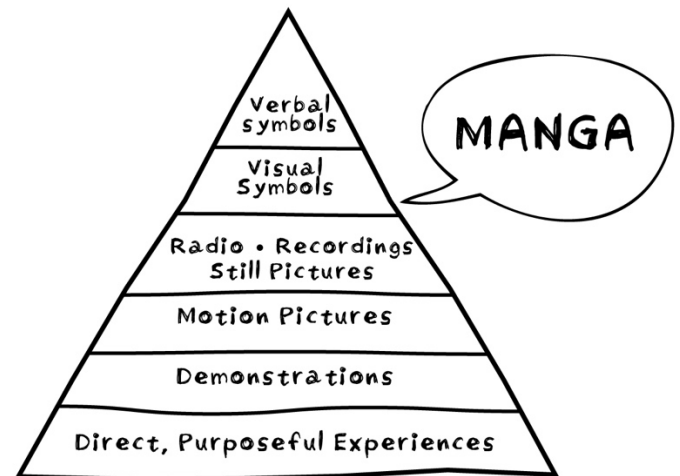 Verbal
symbols
MANGA
Visual
Symbols
Radio • Recordings
Still Pictures
Motion Pictures
Demonstrations
Direct, Purposeful Experiences